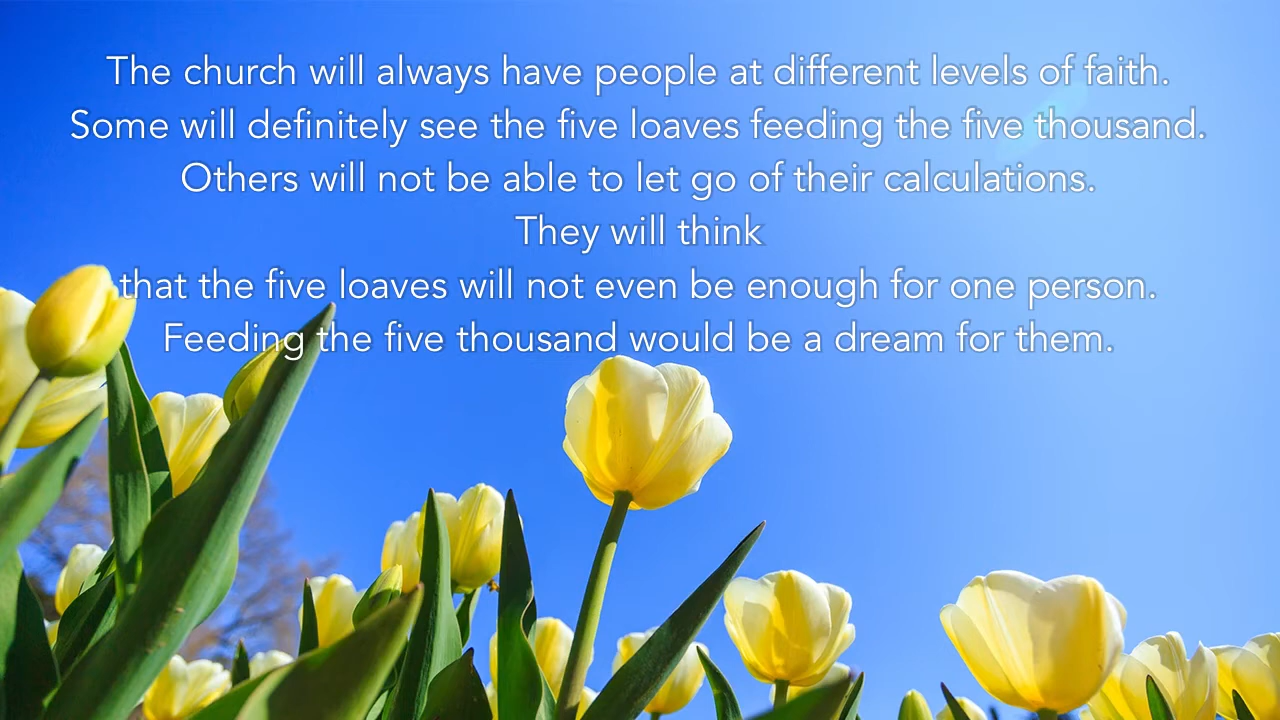 The church will always have people at different levels of faith.
Some will definitely see the five loaves feeding the five thousand.
Others will not be able to let go of their calculations.
They will think
that the five loaves will not even be enough for one person.
Feeding the five thousand would be a dream for them.